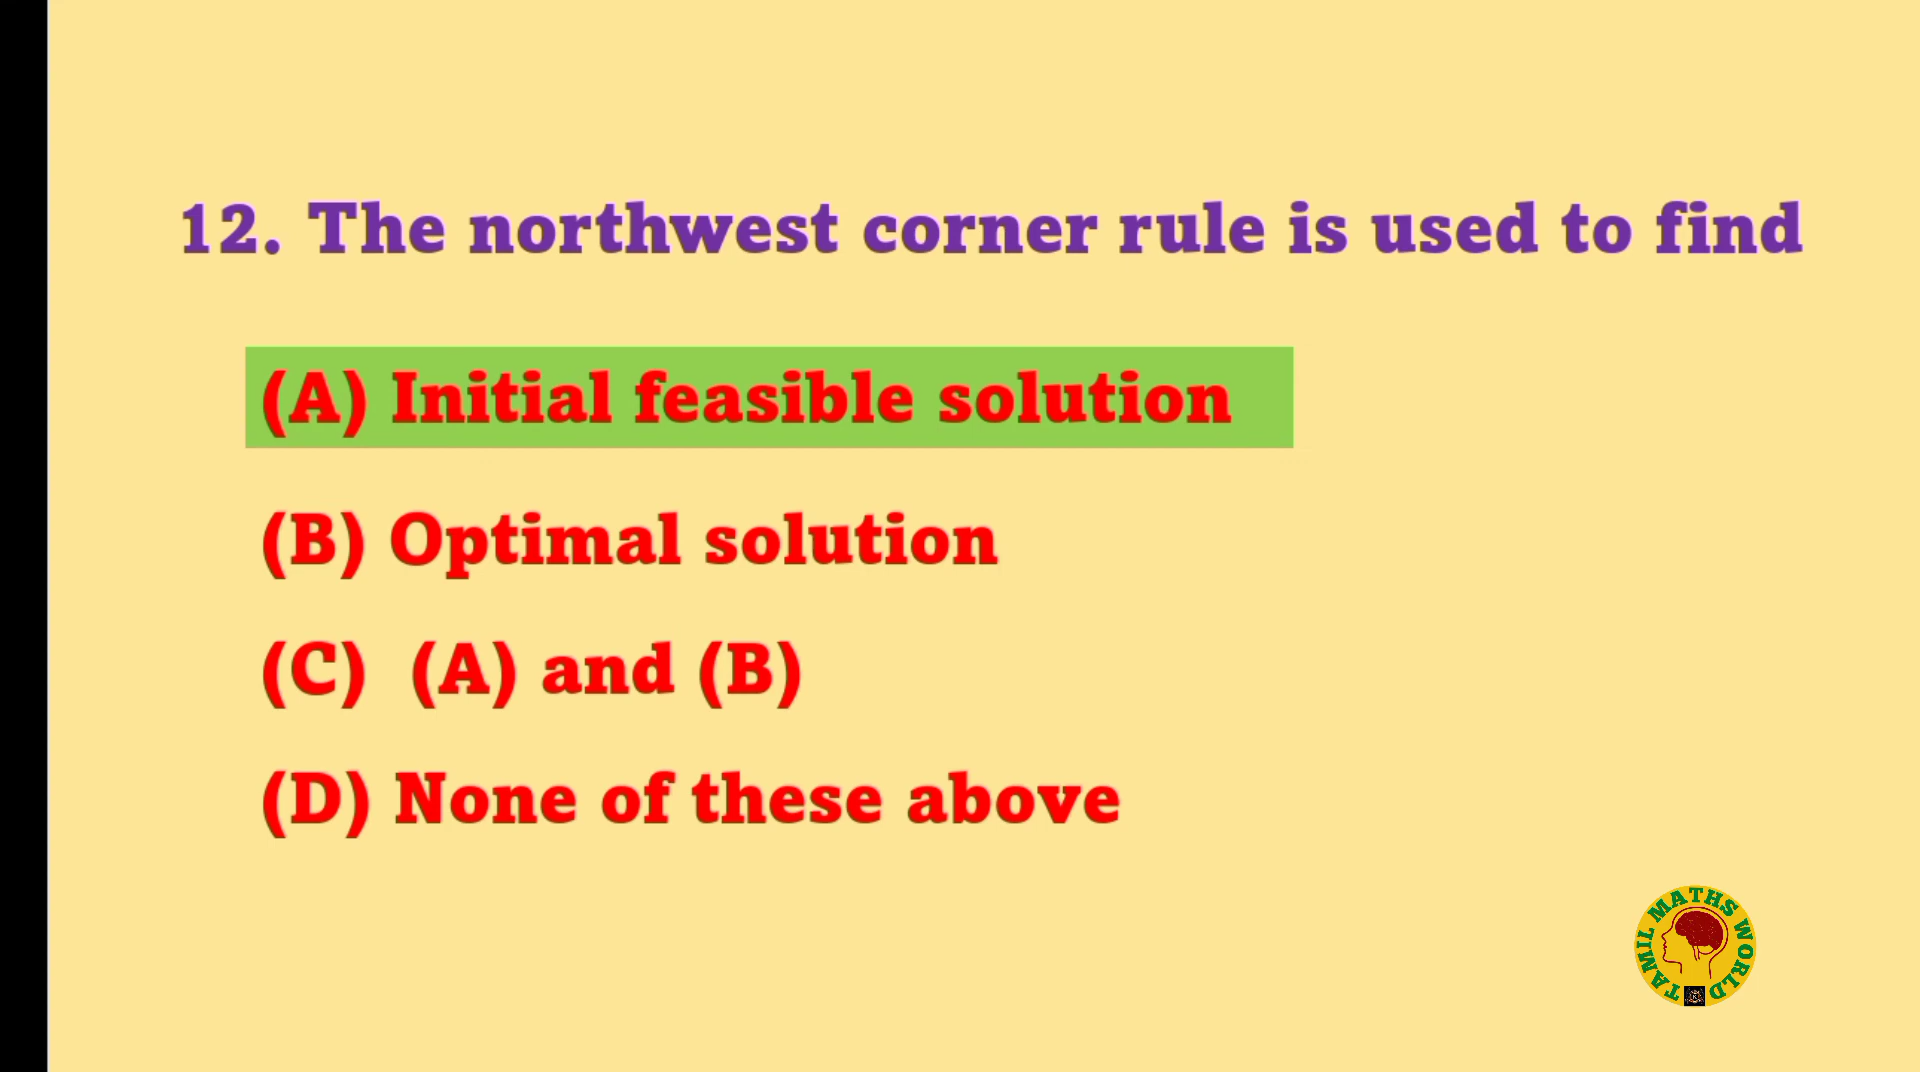 12. The northwest corner rule is used to find
(A) Initial feasible solution
(B) Optimal solution
(C) (A) and (B)
(D) None of these above
TAMIL MATHS WORLD